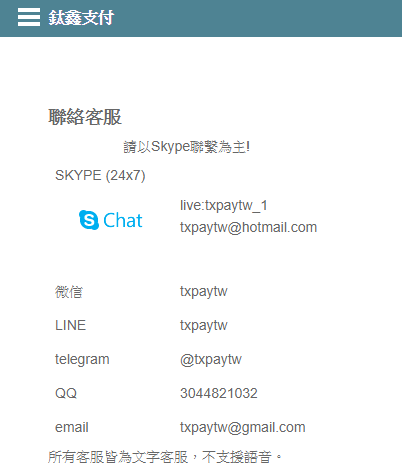 鈦鑫支付
聯絡客服
請以Skype聯繫為主!
SKYPE (24x7)
Chat
live:txpaytw_1
txpaytw@hotmail.com
微信 txpaytw
LINE txpaytw
telegram @txpaytw
QQ 3044821032
email txpaytw@gmail.com
所有客服皆為文字客服，不支援語音。